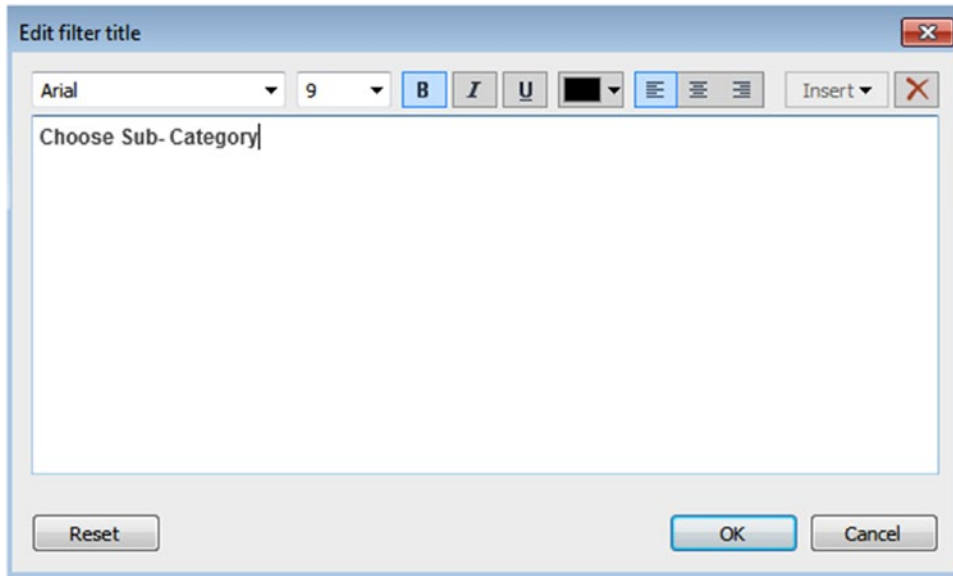 Edit filter title
Arial 9 B I U Insert
Choose Sub- Category
Reset OK Cancel